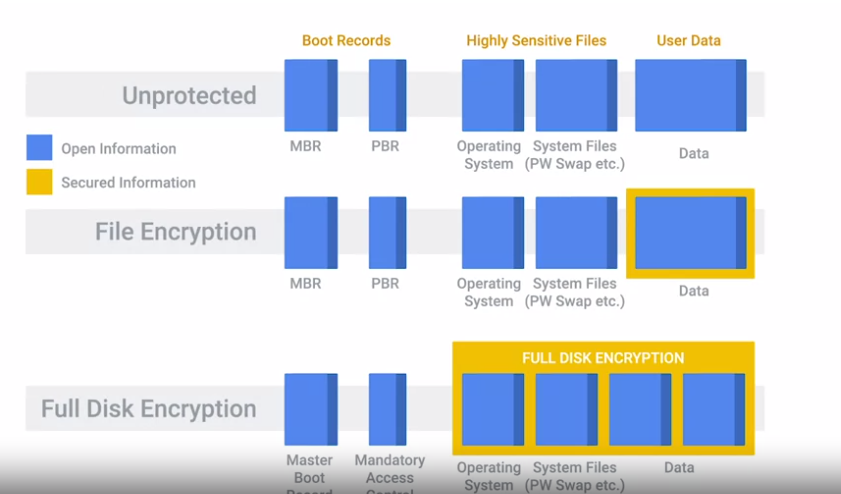 Boot Records
Highly Sensitive Files
User Data
Unprotected
MBR
PBR
Operating
System
System Files
(PW Swap etc.)
Data
Open Information
Secured Information
File Encryption
MBR
PBR
Operating
System
System Files
(PW Swap etc.)
Data
FULL DISK ENCRYPTION
Full Disk Encryption
Master
Boot
Record
Mandatory
Access
Control
Operating
System
System Files
(PW Swap etc.)
Data